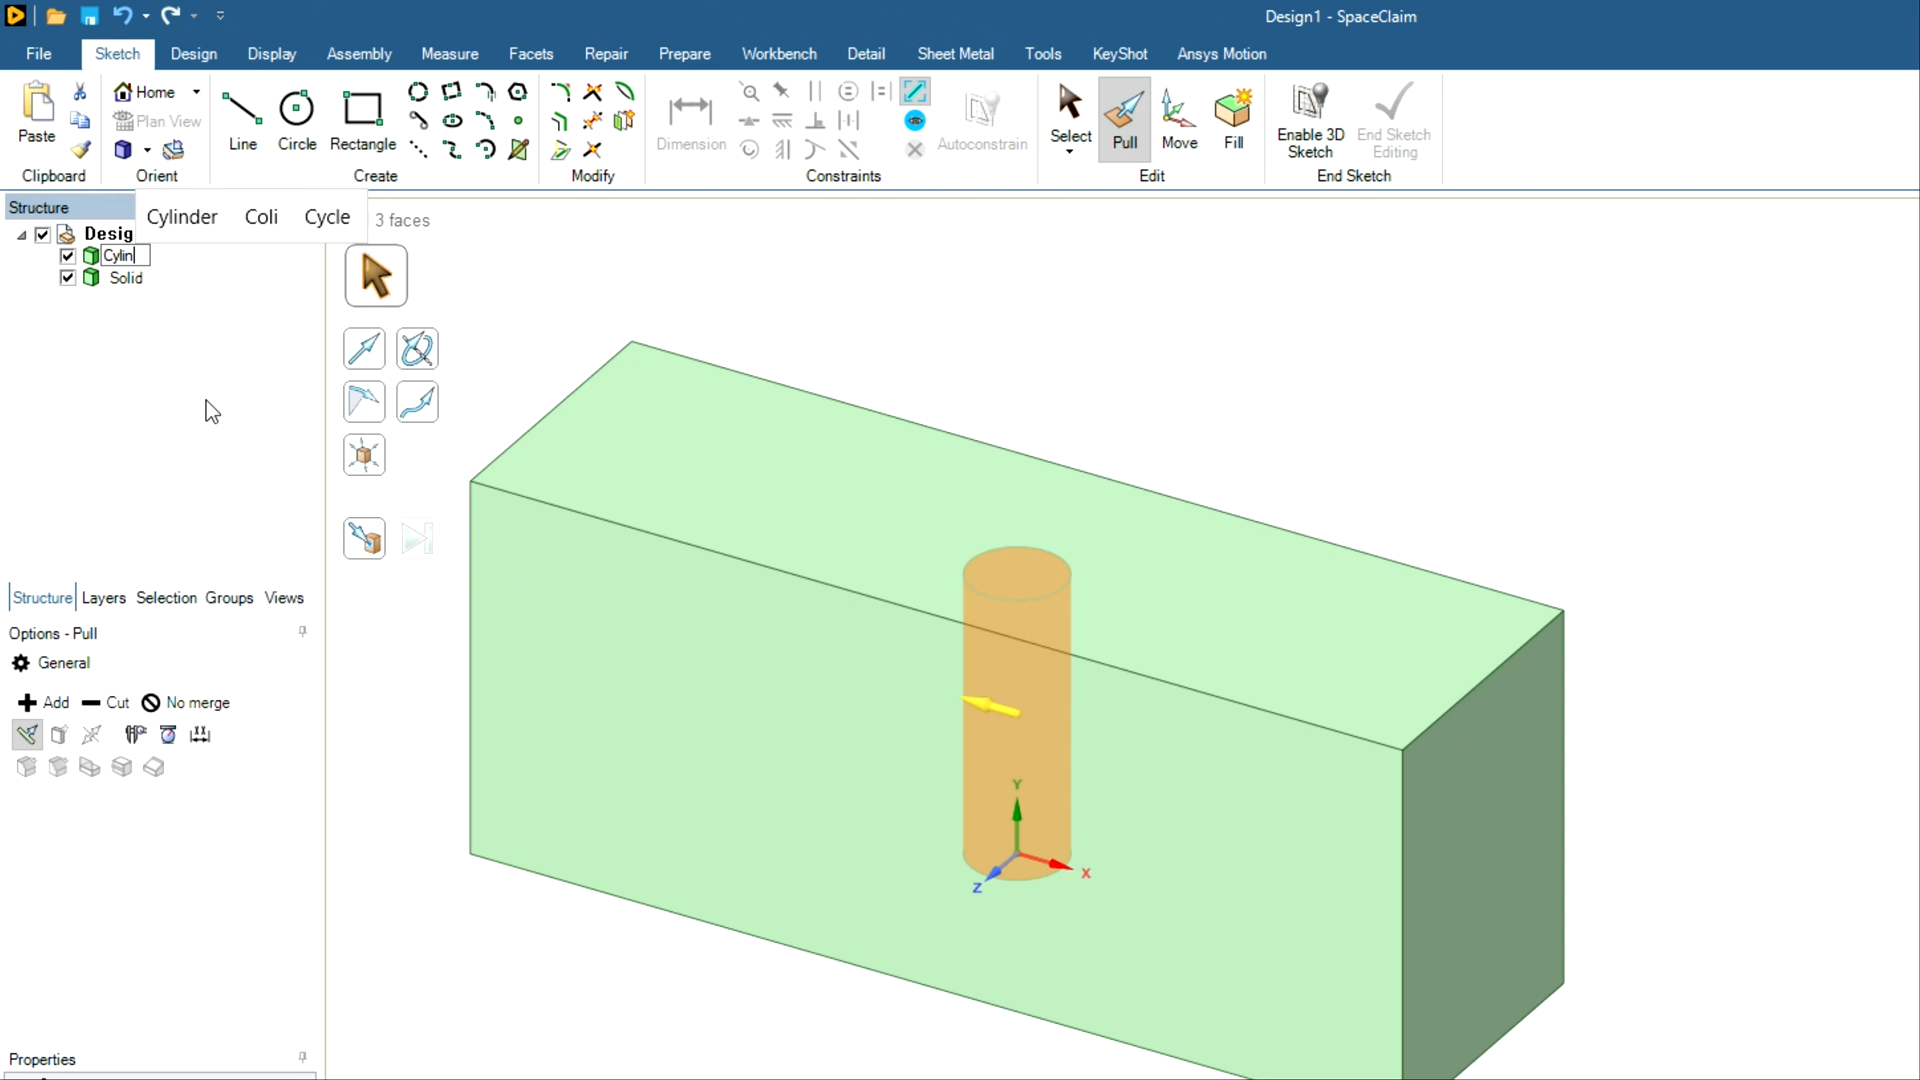 Design1 - SpaceClaim
File Sketch Design Display Assembly Measure Facets Repair Prepare Workbench Detail Sheet Metal Tools KeyShot Ansys Motion
Paste
Clipboard
Home
Plan View
Orient
Line Circle Rectangle
Create
Modify
Dimension
Autoconstrain
Constraints
Select Pull Move Fill
Edit
Enable 3D Sketch
End Sketch Editing
End Sketch
Structure
Cylinder Coli Cycle
3 faces
Desig
Cylin
Solid
Structure Layers Selection Groups Views
Options - Pull
General
Add Cut No merge
Properties
Y
X
Z